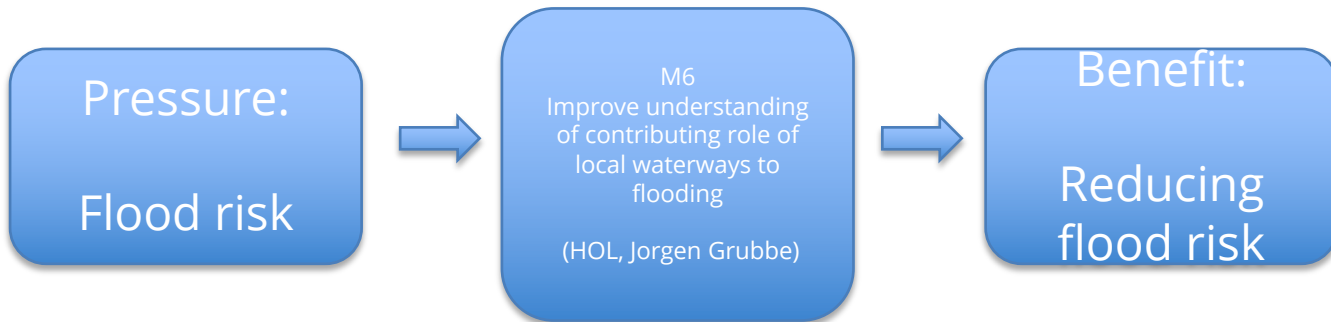 Pressure:
Flood risk
M6
Improve understanding
of contributing role of
local waterways to
flooding
(HOL, Jorgen Grubbe)
Benefit:
Reducing
flood risk